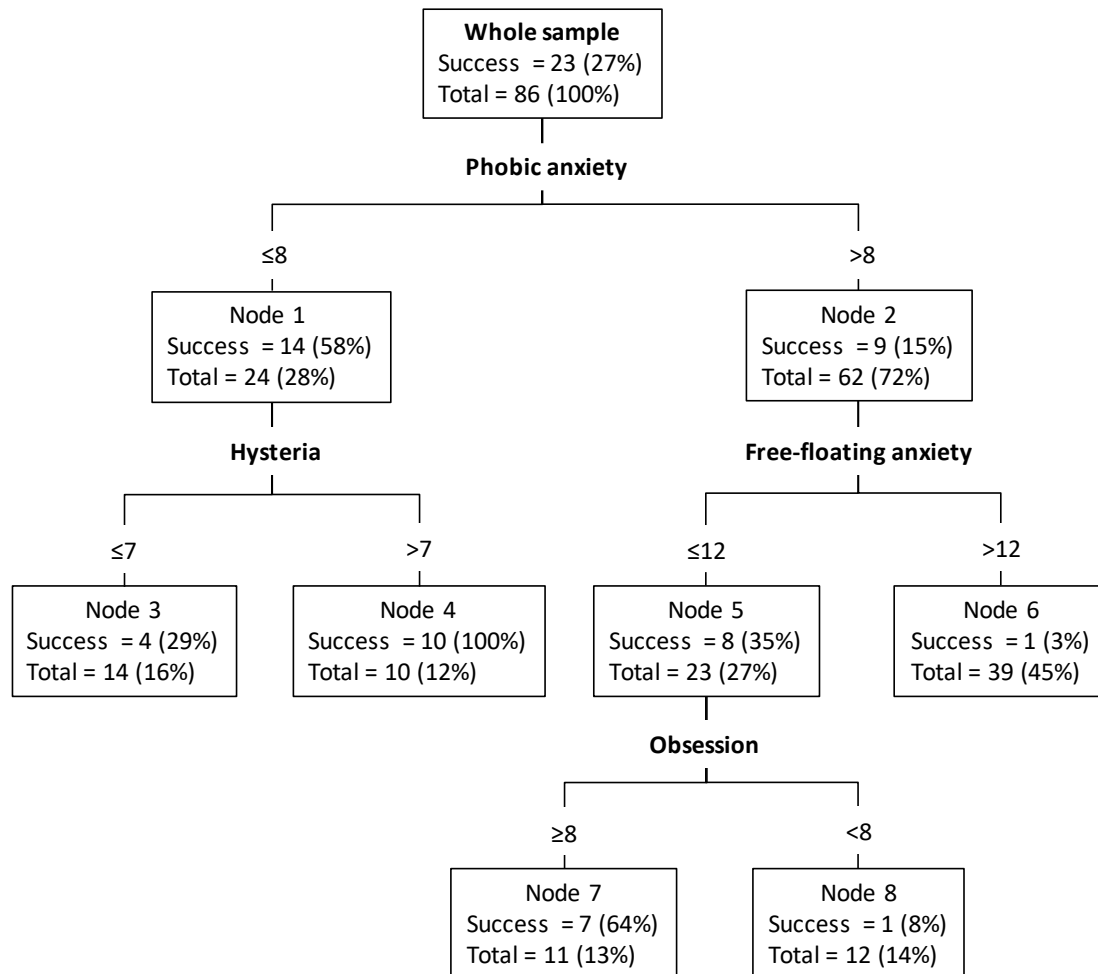 Whole sample
Success = 23 (27%)
Total = 86 (100%)
Phobic anxiety
≤8
>8
Node 1
Success = 14 (58%)
Total = 24 (28%)
Node 2
Success = 9 (15%)
Total = 62 (72%)
Hysteria
Free-floating anxiety
≤7
>7
≤12
>12
Node 3
Success = 4 (29%)
Total = 14 (16%)
Node 4
Success = 10 (100%)
Total = 10 (12%)
Node 5
Success = 8 (35%)
Total = 23 (27%)
Node 6
Success = 1 (3%)
Total = 39 (45%)
Obsession
≥8
<8
Node 7
Success = 7 (64%)
Total = 11 (13%)
Node 8
Success = 1 (8%)
Total = 12 (14%)